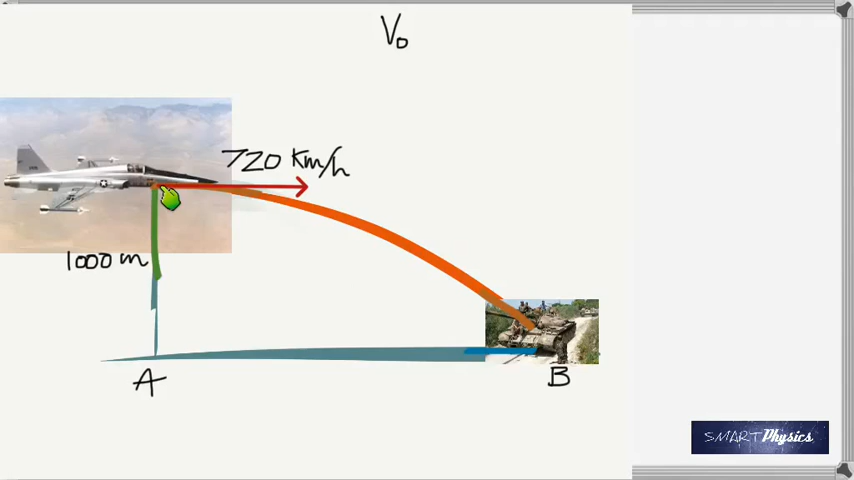 V₀
720 Km/h
1000 m
A
B
SMARTPhysics